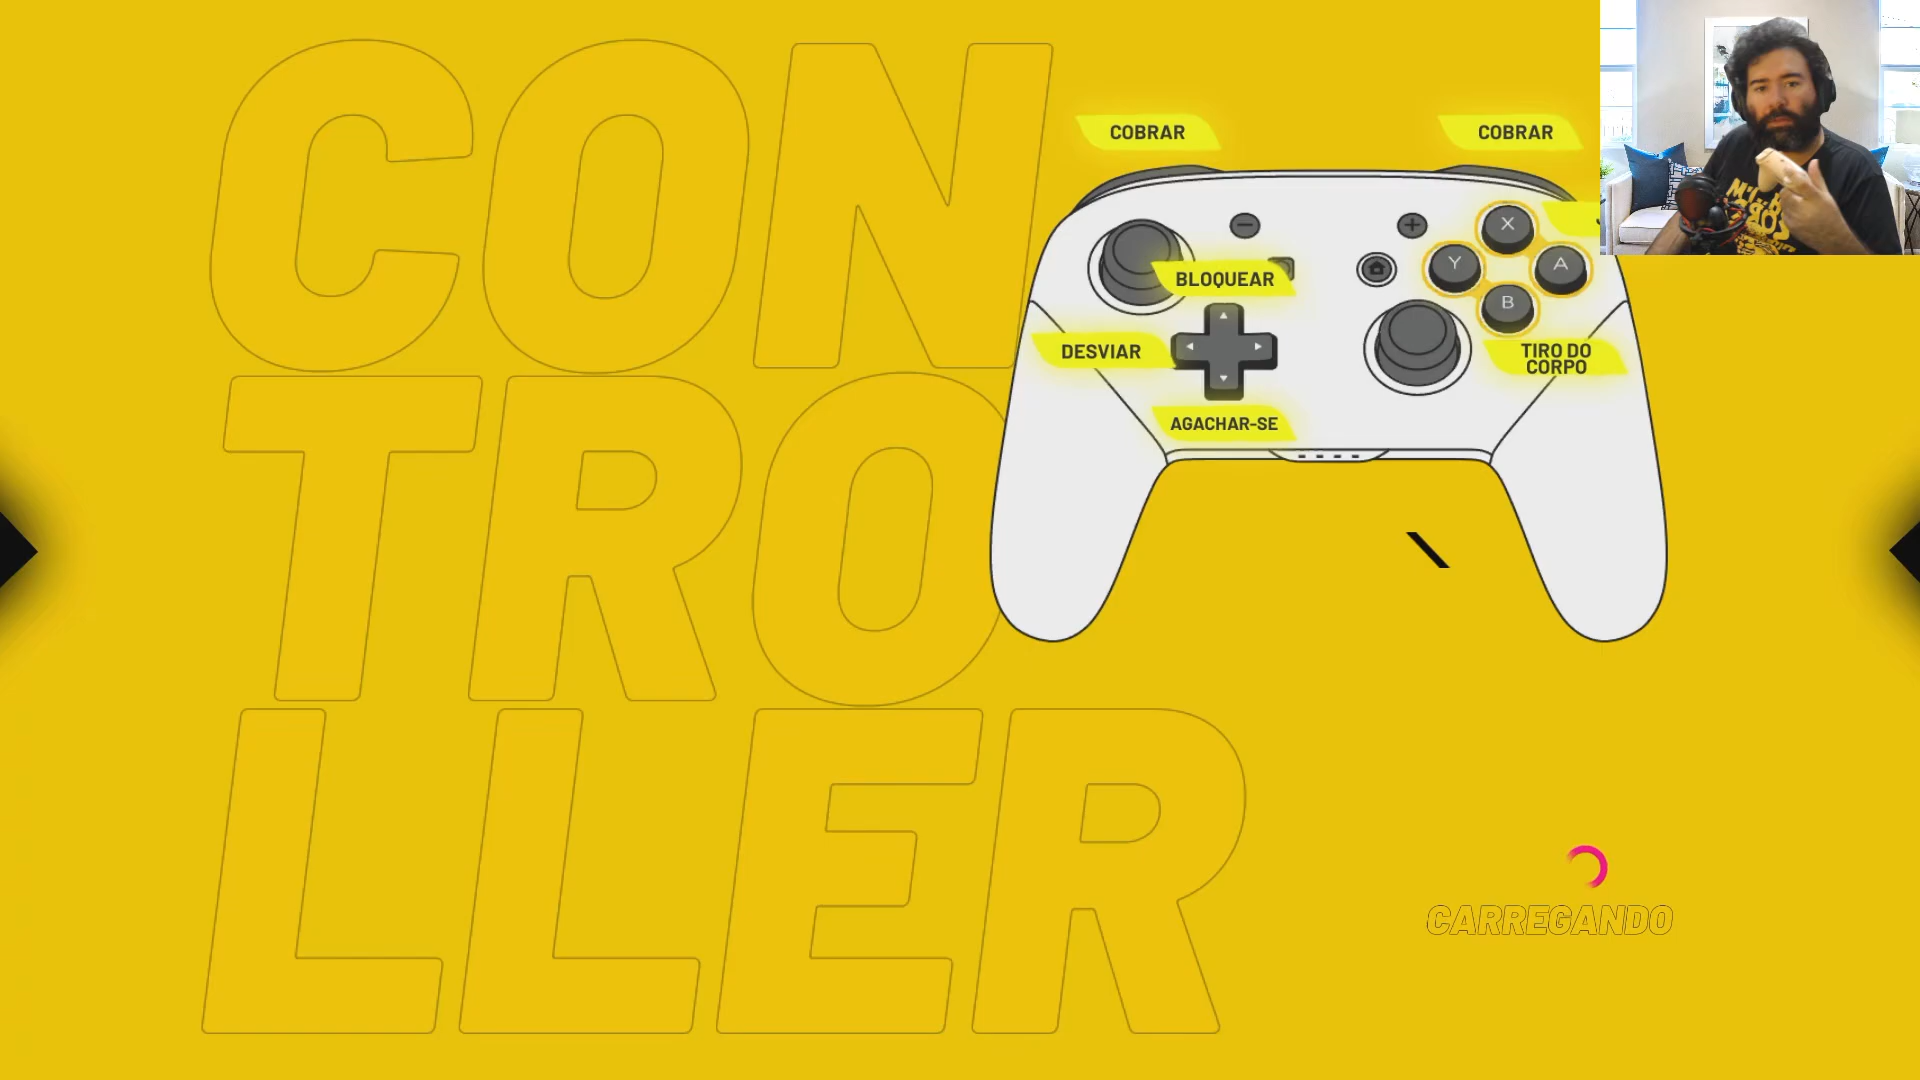 CON
TRO
LLER
COBRAR
COBRAR
X
Y
A
B
BLOQUEAR
DESVIAR
TIRO DO
CORPO
AGACHAR-SE
CARREGANDO